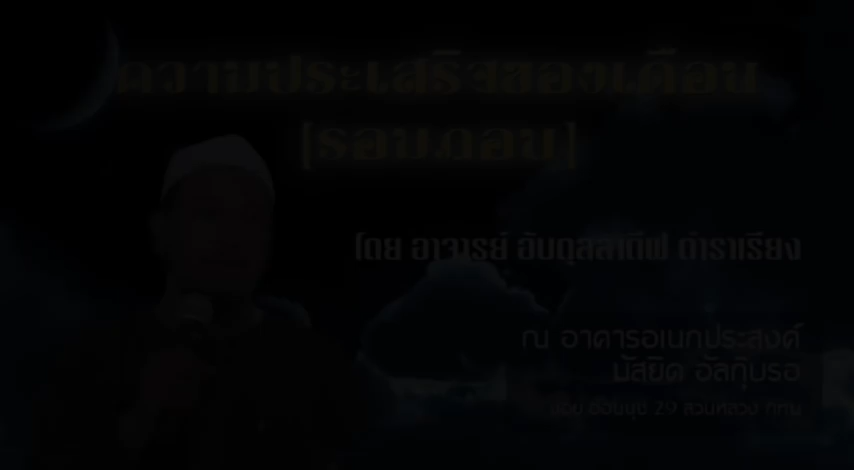 ความประเสริฐของเดือน
[รอมฎอน]
โดย อาจารย์ อับดุลลาตีฟ ดำราเรียง
ณ อาคารอเนกประสงค์
มัสยิด อัลกุ๊บรอ
ซอย อ่อนนุช 29 สวนหลวง กทม